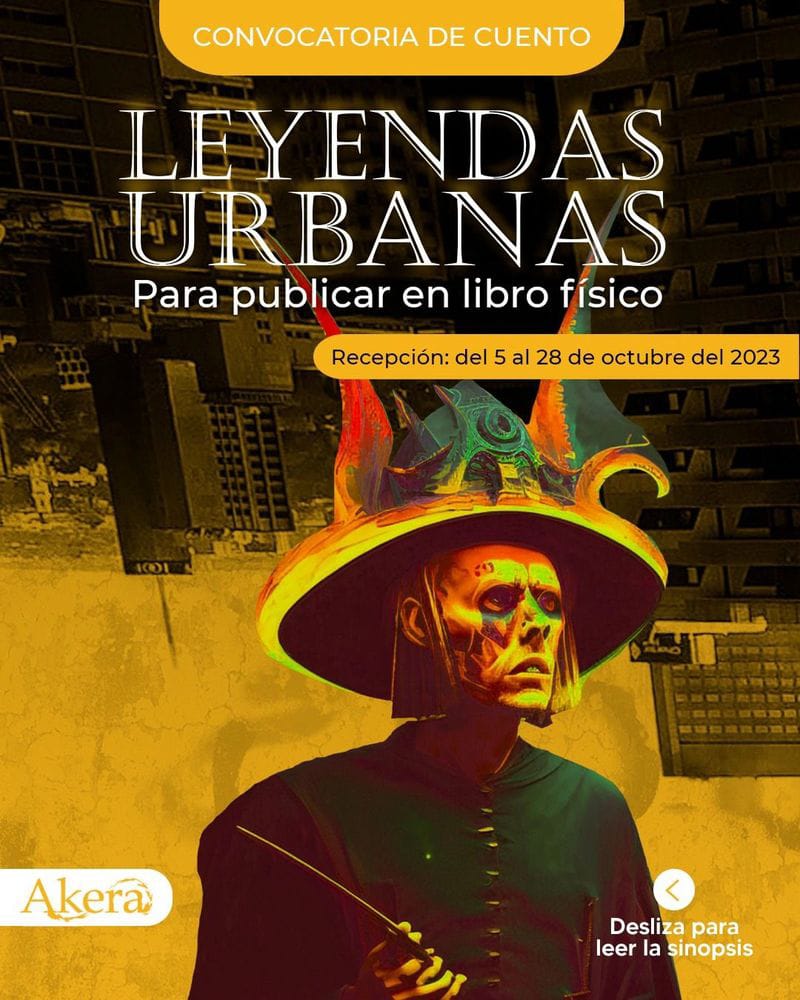 CONVOCATORIA DE CUENTO
LEYENDAS
URBANAS
Para publicar en libro físico
Recepción: del 5 al 28 de octubre del 2023
Akera
Desliza para
leer la sinopsis